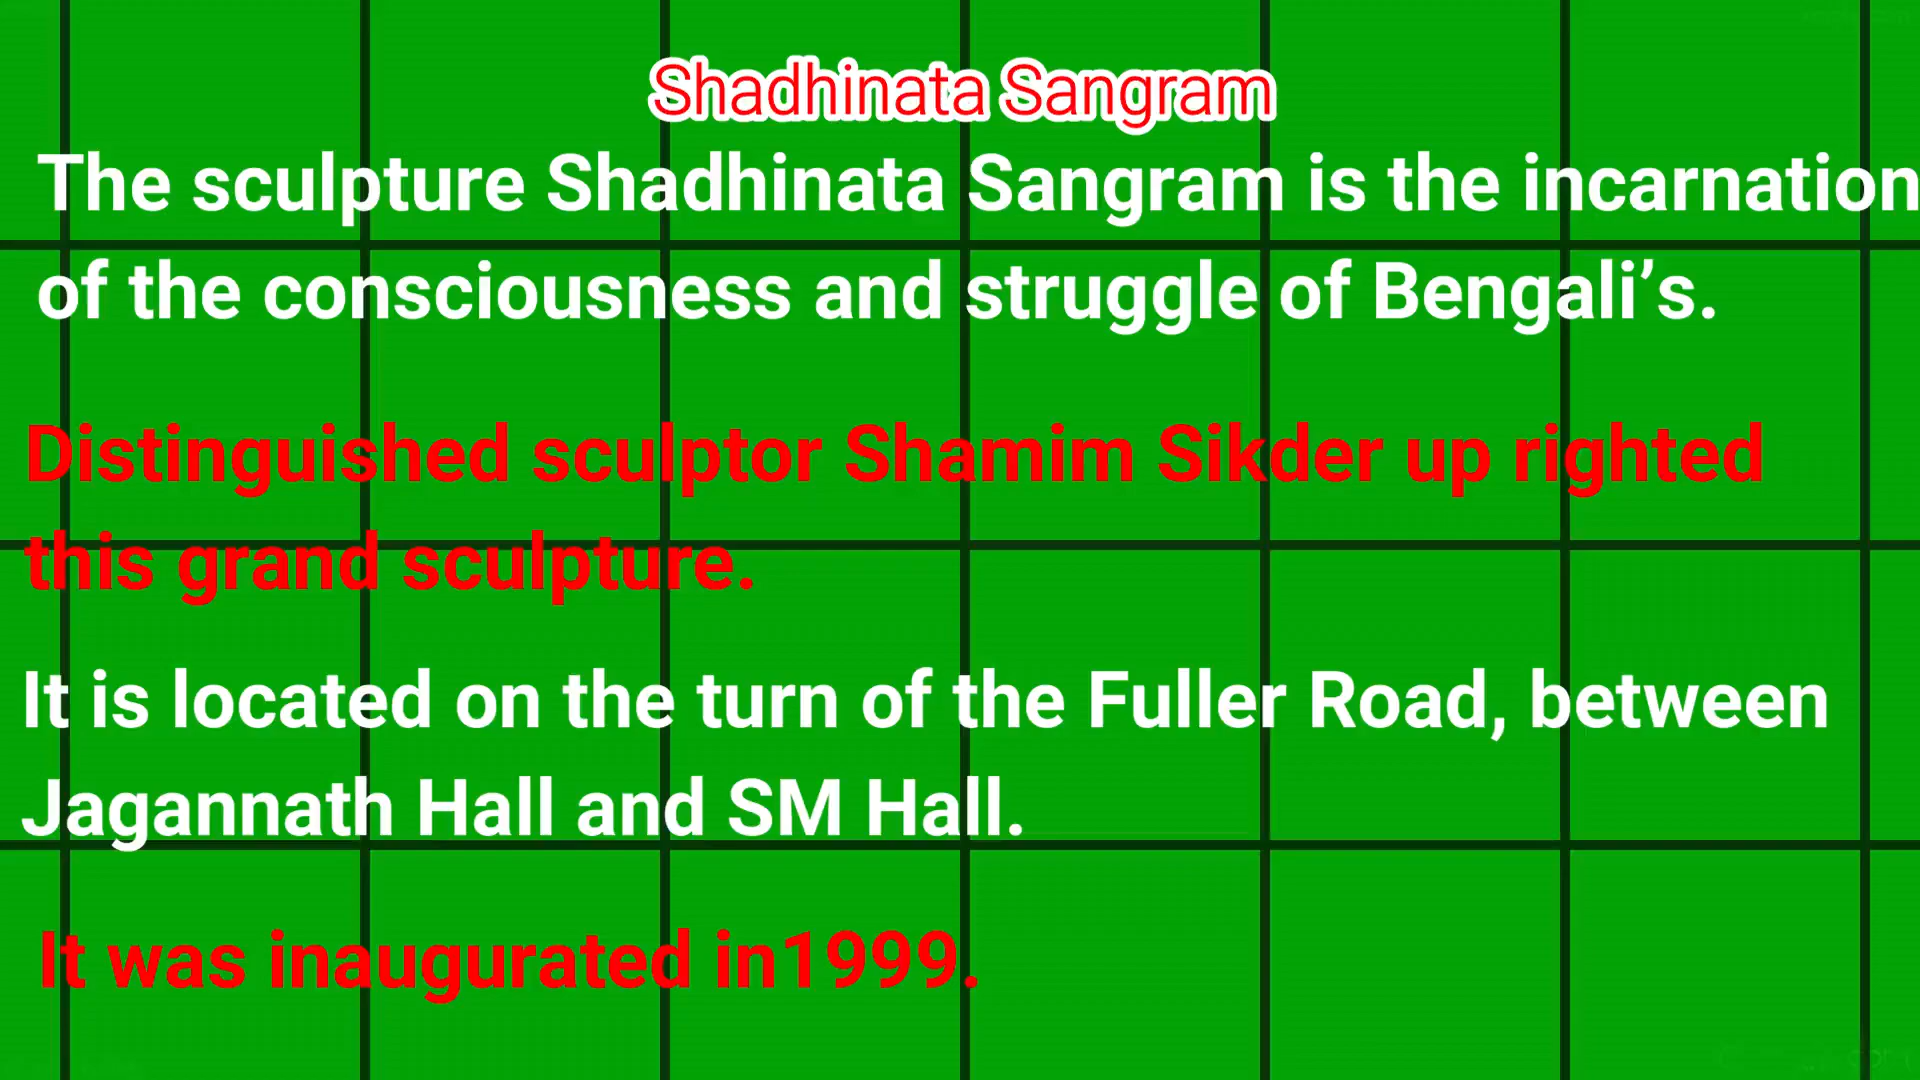 Shadhinata Sangram
The sculpture Shadhinata Sangram is the incarnation
of the consciousness and struggle of Bengali’s.
Distinguished sculptor Shamim Sikder up righted
this grand sculpture.
It is located on the turn of the Fuller Road, between
Jagannath Hall and SM Hall.
It was inaugurated in1999.